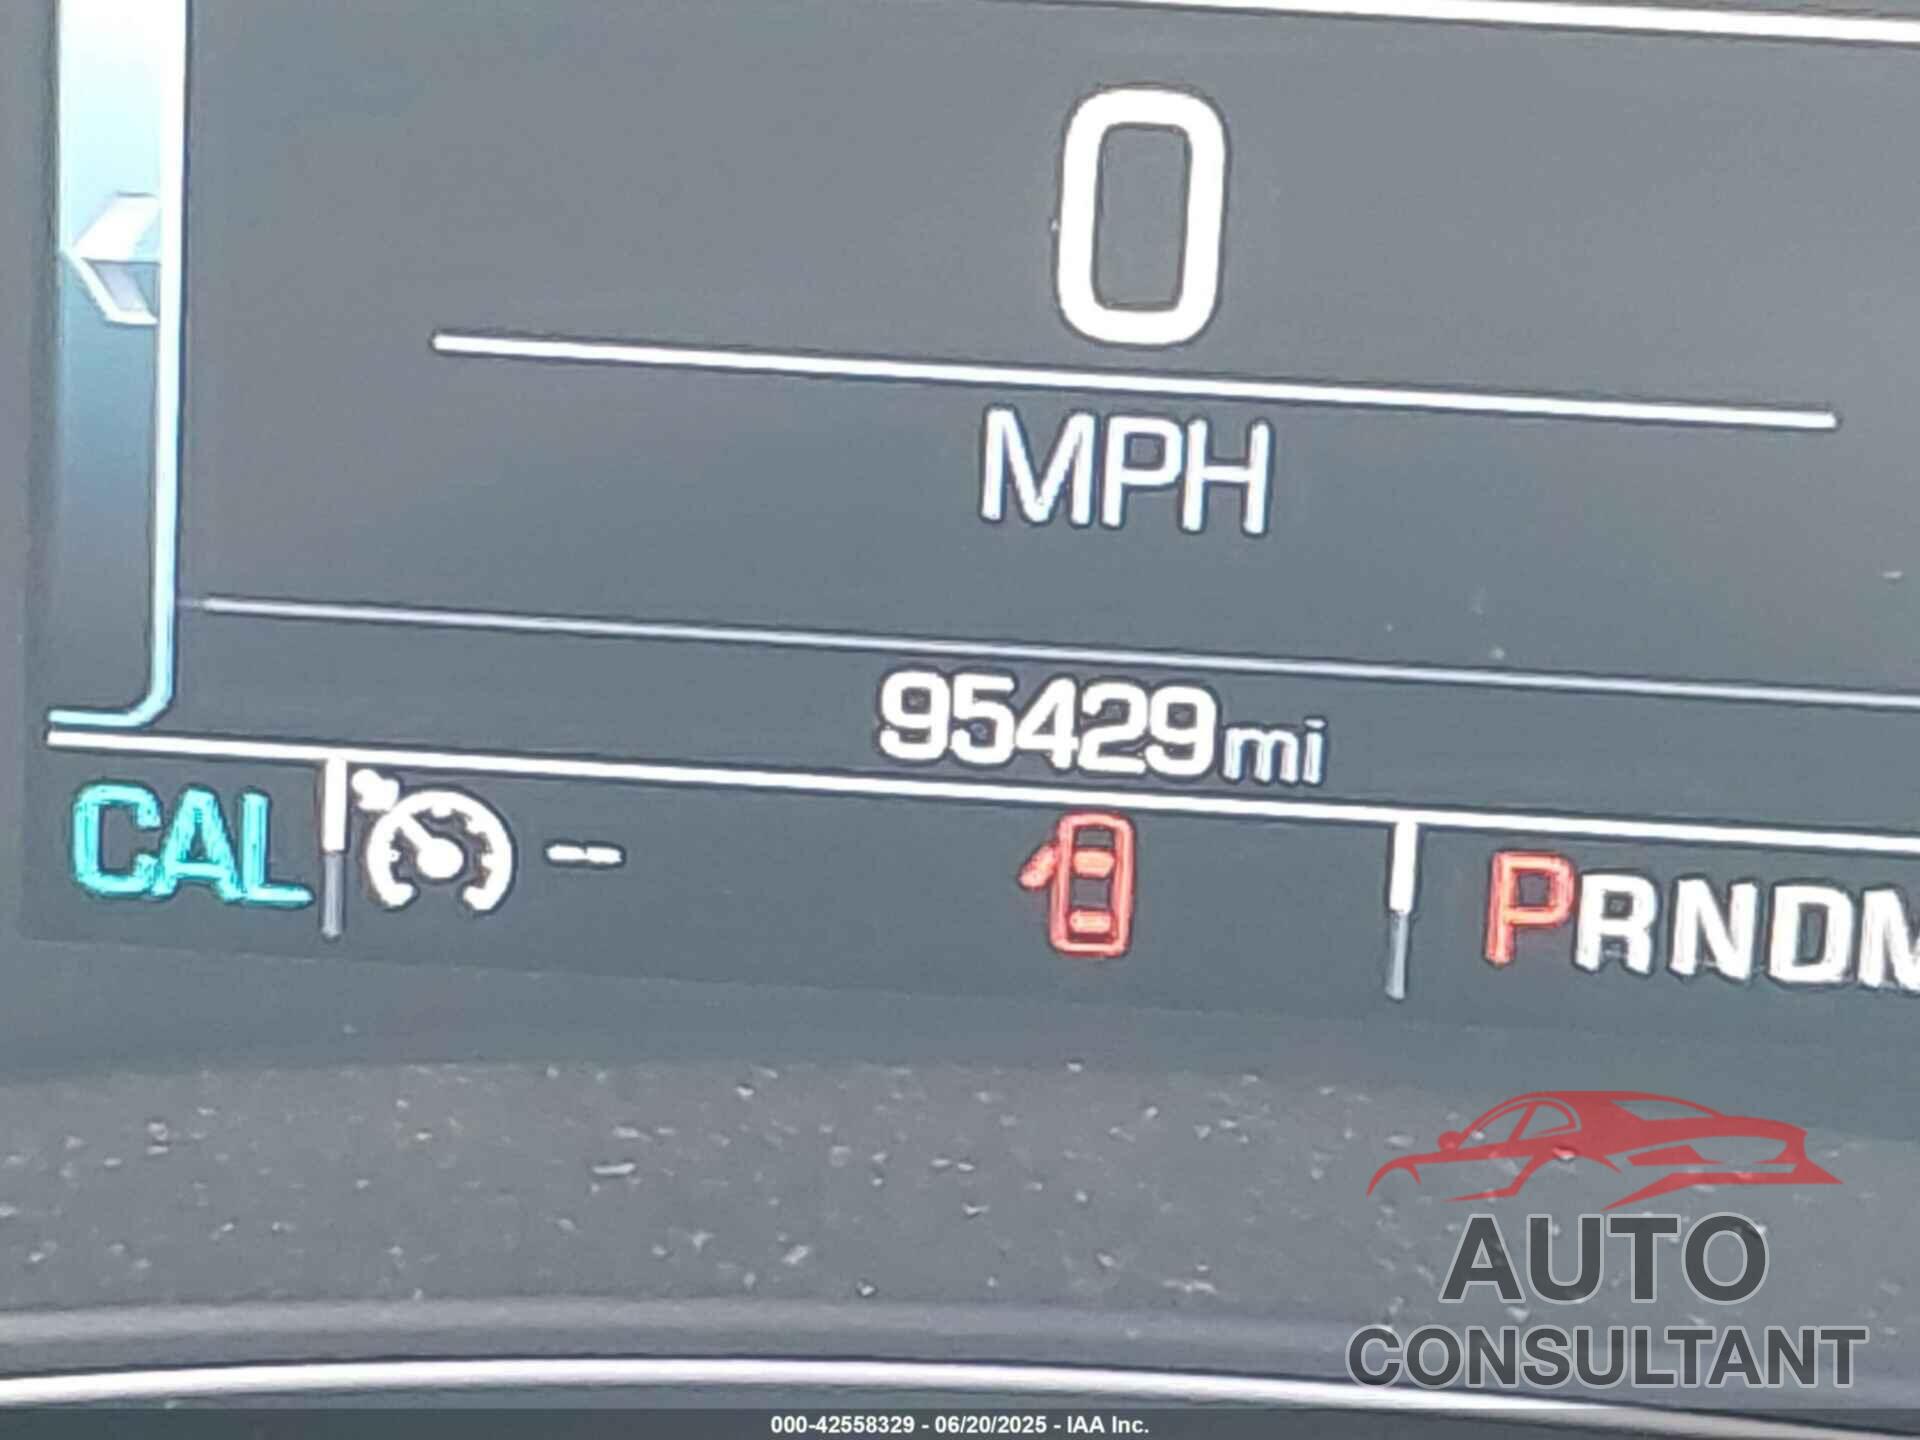 0
MPH
95429mi
CAL -- PRNDM
AUTO
CONSULTANT
000-42558329 - 06/20/2025 - IAA Inc.